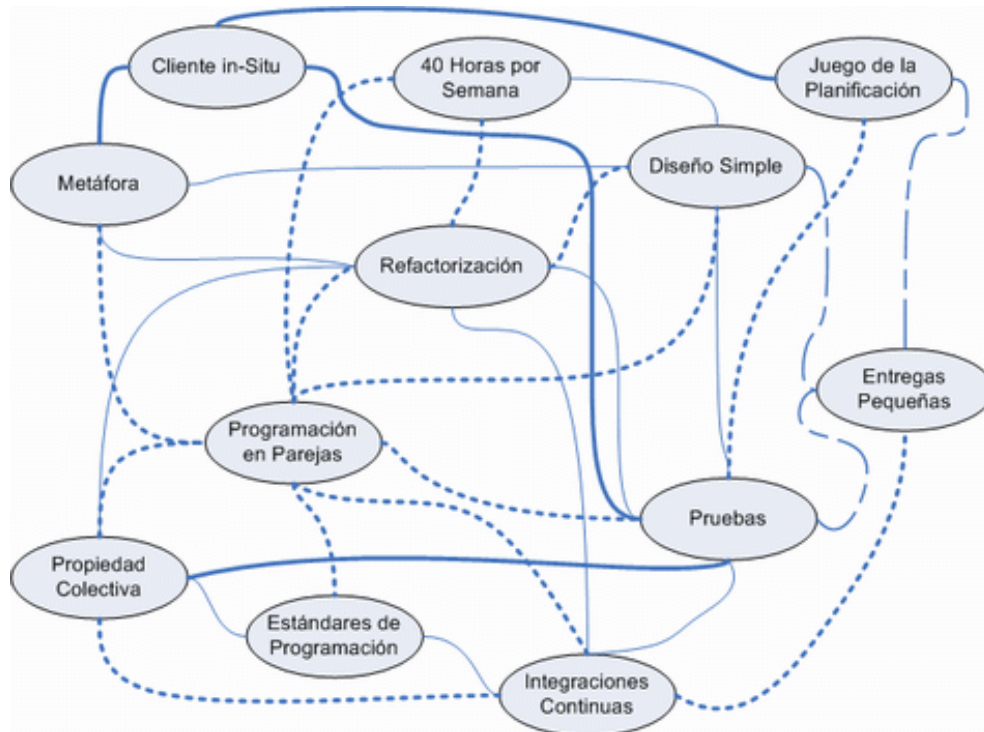 Cliente in-Situ
40 Horas por
Semana
Juego de la
Planificación
Metáfora
Diseño Simple
Refactorización
Entregas
Pequeñas
Programación
en Parejas
Pruebas
Propiedad
Colectiva
Estándares de
Programación
Integraciones
Continuas